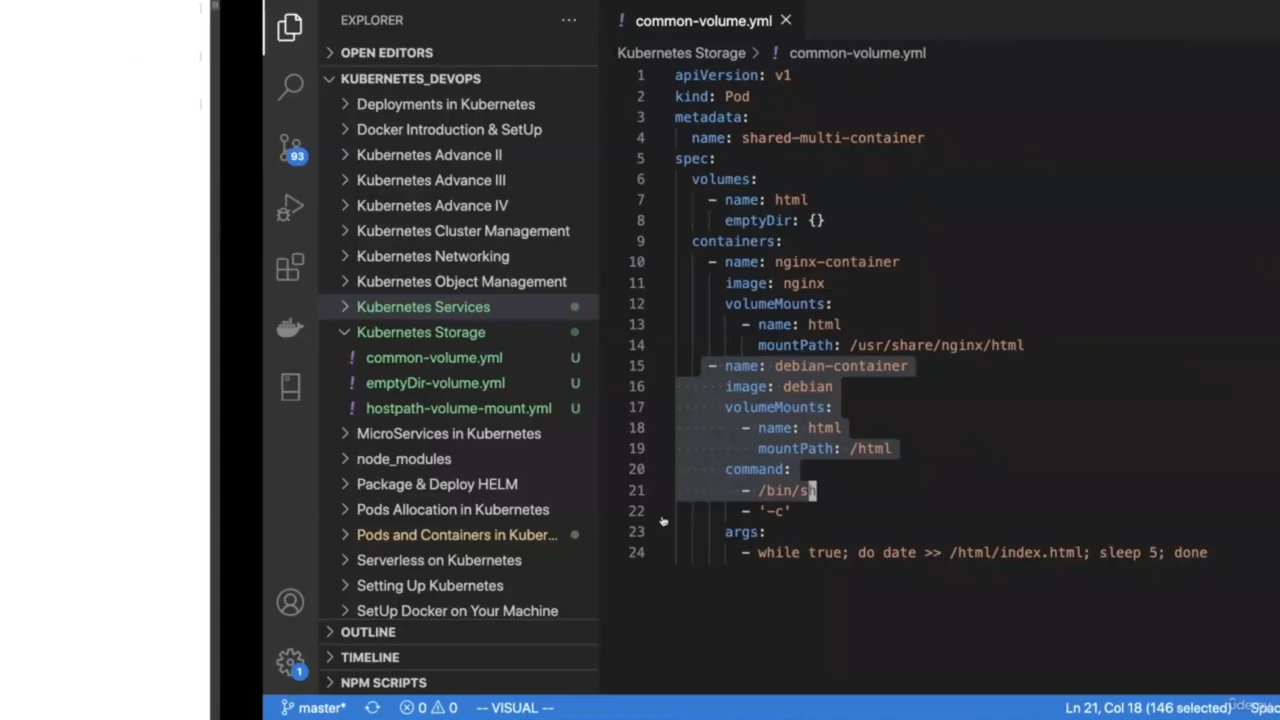 EXPLORER
OPEN EDITORS
KUBERNETES_DEVOPS
Deployments in Kubernetes
Docker Introduction & SetUp
Kubernetes Advance II
93
Kubernetes Advance III
Kubernetes Advance IV
Kubernetes Cluster Management
Kubernetes Networking
Kubernetes Object Management
Kubernetes Services
Kubernetes Storage
! common-volume.yml U
! emptyDir-volume.yml U
! hostpath-volume-mount.yml U
MicroServices in Kubernetes
node_modules
Package & Deploy HELM
Pods Allocation in Kubernetes
Pods and Containers in Kuber...
Serverless on Kubernetes
Setting Up Kubernetes
SetUp Docker on Your Machine
OUTLINE
TIMELINE
1
NPM SCRIPTS
! common-volume.yml
Kubernetes Storage > ! common-volume.yml
1 apiVersion: v1
2 kind: Pod
3 metadata:
4 name: shared-multi-container
5 spec:
6 volumes:
7 - name: html
8 emptyDir: {}
9 containers:
10 - name: nginx-container
11 image: nginx
12 volumeMounts:
13 - name: html
14 mountPath: /usr/share/nginx/html
15 - name: debian-container
16 image: debian
17 volumeMounts:
18 - name: html
19 mountPath: /html
20 command:
21 - /bin/sh
22 - '-c'
23 args:
24 - while true; do date >> /html/index.html; sleep 5; done
master* 0 0 -- VISUAL -- Ln 21, Col 18 (146 selected) Spac